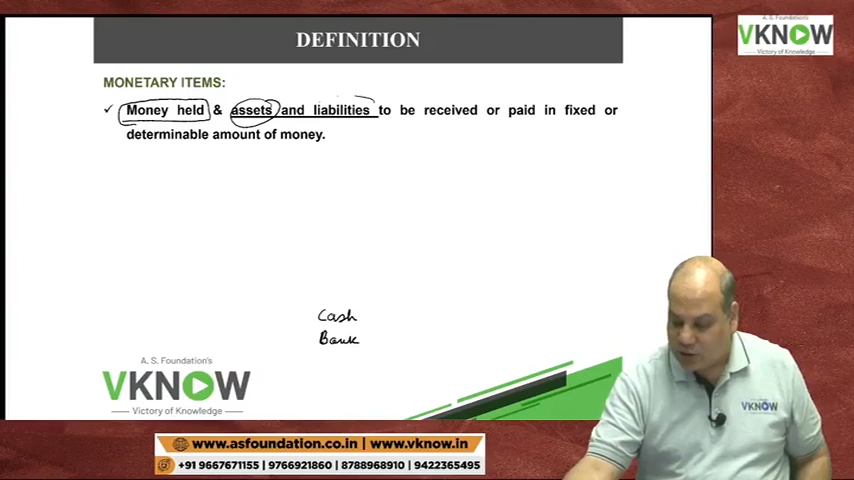 DEFINITION
A. S. Foundation's
VKNOW
Victory of Knowledge
MONETARY ITEMS:
✓ Money held & assets and liabilities to be received or paid in fixed or
determinable amount of money.
Cash
Bank
A. S. Foundation's
VKNOW
Victory of Knowledge
VKNOW
www.asfoundation.co.in | www.vknow.in
+91 9667671155 | 9766921860 | 8788968910 | 9422365495